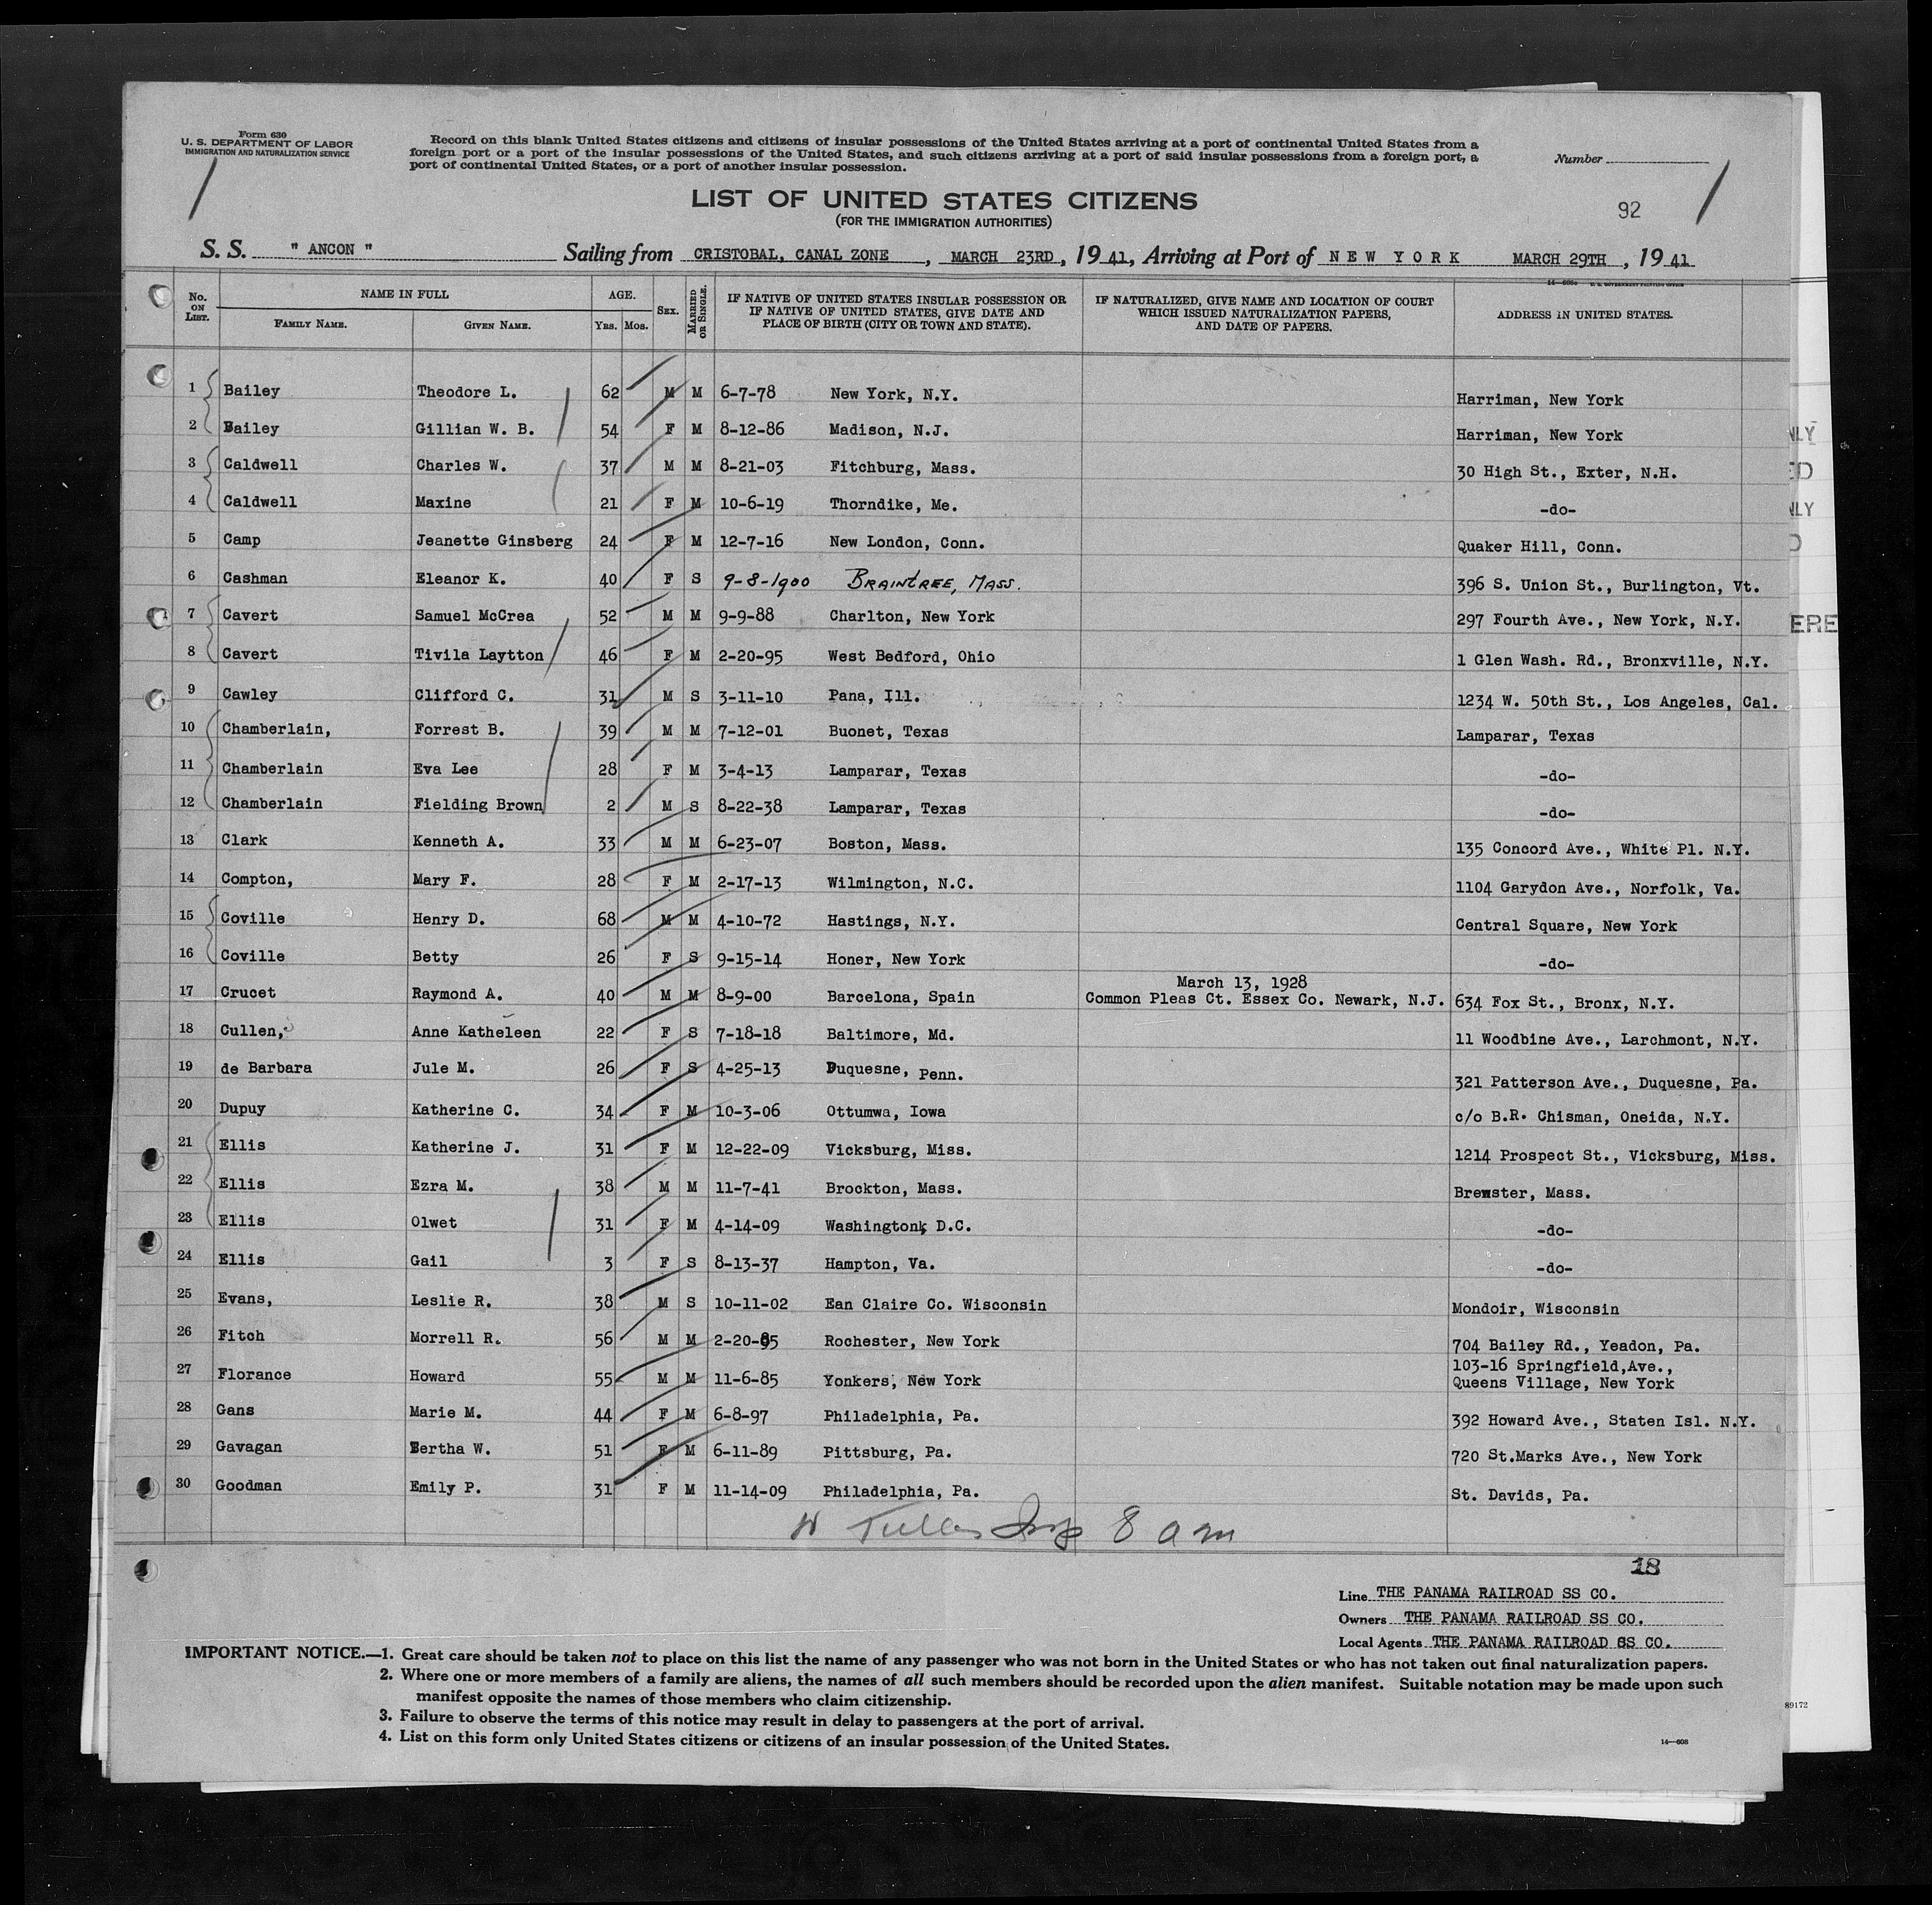 Form 630
U. S. DEPARTMENT OF LABOR
IMMIGRATION AND NATURALIZATION SERVICE
Record on this blank United States citizens and citizens of insular possessions of the United States arriving at a port of continental United States from a
foreign port or a port of the insular possessions of the United States, and such citizens arriving at a port of said insular possessions from a foreign port, a
port of continental United States, or a port of another insular possession.
Number
LIST OF UNITED STATES CITIZENS
(FOR THE IMMIGRATION AUTHORITIES)
92
S. S. " ANCON " Sailing from CRISTOBAL, CANAL ZONE, MARCH 23RD, 19 41, Arriving at Port of N E W Y O R K MARCH 29TH, 19 41
No. ON LIST. NAME IN FULL FAMILY NAME. GIVEN NAME. AGE. YRS. MOS. SEX. MARRIED OR SINGLE. IF NATIVE OF UNITED STATES INSULAR POSSESSION OR IF NATIVE OF UNITED STATES, GIVE DATE AND PLACE OF BIRTH (CITY OR TOWN AND STATE). IF NATURALIZED, GIVE NAME AND LOCATION OF COURT WHICH ISSUED NATURALIZATION PAPERS, AND DATE OF PAPERS. ADDRESS IN UNITED STATES.
1 Bailey Theodore L. 62 M M 6-7-78 New York, N.Y. Harriman, New York
2 Bailey Gillian W. B. 54 F M 8-12-86 Madison, N.J. Harriman, New York
3 Caldwell Charles W. 37 M M 8-21-03 Fitchburg, Mass. 30 High St., Exter, N.H.
4 Caldwell Maxine 21 F M 10-6-19 Thorndike, Me. -do-
5 Camp Jeanette Ginsberg 24 F M 12-7-16 New London, Conn. Quaker Hill, Conn.
6 Cashman Eleanor K. 40 F S 9-8-1900 BRAINTREE, MASS. 396 S. Union St., Burlington, Vt.
7 Cavert Samuel McCrea 52 M M 9-9-88 Charlton, New York 297 Fourth Ave., New York, N.Y.
8 Cavert Tivila Laytton 46 F M 2-20-95 West Bedford, Ohio 1 Glen Wash. Rd., Bronxville, N.Y.
9 Cawley Clifford C. 31 M S 3-11-10 Pana, Ill. 1234 W. 50th St., Los Angeles, Cal.
10 Chamberlain, Forrest B. 39 M M 7-12-01 Buonet, Texas Lamparar, Texas
11 Chamberlain Eva Lee 28 F M 3-4-13 Lamparar, Texas -do-
12 Chamberlain Fielding Brown 2 M S 8-22-38 Lamparar, Texas -do-
13 Clark Kenneth A. 33 M M 6-23-07 Boston, Mass. 135 Concord Ave., White Pl. N.Y.
14 Compton, Mary F. 28 F M 2-17-13 Wilmington, N.C. 1104 Garydon Ave., Norfolk, Va.
15 Coville Henry D. 68 M M 4-10-72 Hastings, N.Y. Central Square, New York
16 Coville Betty 26 F S 9-15-14 Honer, New York -do-
17 Crucet Raymond A. 40 M M 8-9-00 Barcelona, Spain March 13, 1928 Common Pleas Ct. Essex Co. Newark, N.J. 634 Fox St., Bronx, N.Y.
18 Cullen, Anne Katheleen 22 F S 7-18-18 Baltimore, Md. 11 Woodbine Ave., Larchmont, N.Y.
19 de Barbara Jule M. 26 F S 4-25-13 Duquesne, Penn. 321 Patterson Ave., Duquesne, Pa.
20 Dupuy Katherine C. 34 F M 10-3-06 Ottumwa, Iowa c/o B.R. Chisman, Oneida, N.Y.
21 Ellis Katherine J. 31 F M 12-22-09 Vicksburg, Miss. 1214 Prospect St., Vicksburg, Miss.
22 Ellis Ezra M. 38 M M 11-7-41 Brockton, Mass. Brewster, Mass.
23 Ellis Olwet 31 F M 4-14-09 Washington, D.C. -do-
24 Ellis Gail 3 F S 8-13-37 Hampton, Va. -do-
25 Evans, Leslie R. 38 M S 10-11-02 Ean Claire Co. Wisconsin Mondoir, Wisconsin
26 Fitch Morrell R. 56 M M 2-20-85 Rochester, New York 704 Bailey Rd., Yeadon, Pa.
27 Florance Howard 55 M M 11-6-85 Yonkers, New York 103-16 Springfield,Ave., Queens Village, New York
28 Gans Marie M. 44 F M 6-8-97 Philadelphia, Pa. 392 Howard Ave., Staten Isl. N.Y.
29 Gavagan Bertha W. 51 F M 6-11-89 Pittsburg, Pa. 720 St.Marks Ave., New York
30 Goodman Emily P. 31 F M 11-14-09 Philadelphia, Pa. St. Davids, Pa.
8 a m
18
Line THE PANAMA RAILROAD SS CO.
Owners THE PANAMA RAILROAD SS CO.
Local Agents THE PANAMA RAILROAD SS CO.
IMPORTANT NOTICE.—1. Great care should be taken not to place on this list the name of any passenger who was not born in the United States or who has not taken out final naturalization papers.
2. Where one or more members of a family are aliens, the names of all such members should be recorded upon the alien manifest. Suitable notation may be made upon such
manifest opposite the names of those members who claim citizenship.
3. Failure to observe the terms of this notice may result in delay to passengers at the port of arrival.
4. List on this form only United States citizens or citizens of an insular possession of the United States.
14—608
89172